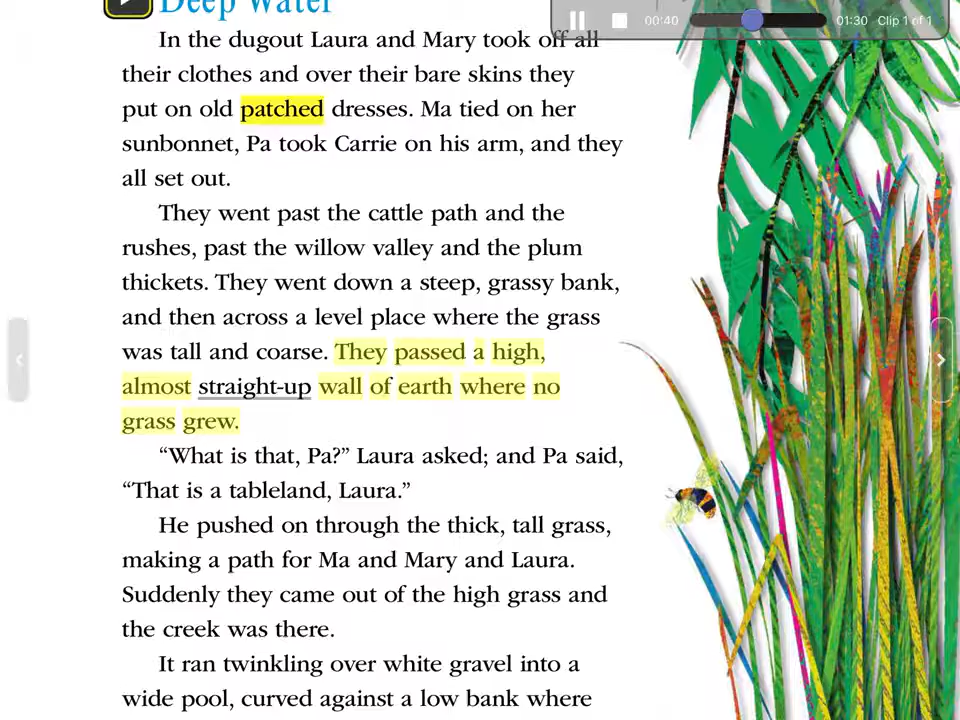 Deep Water
00:40
01:30 Clip 1 of 1
In the dugout Laura and Mary took off all
their clothes and over their bare skins they
put on old patched dresses. Ma tied on her
sunbonnet, Pa took Carrie on his arm, and they
all set out.
They went past the cattle path and the
rushes, past the willow valley and the plum
thickets. They went down a steep, grassy bank,
and then across a level place where the grass
was tall and coarse. They passed a high,
almost straight-up wall of earth where no
grass grew.
“What is that, Pa?” Laura asked; and Pa said,
“That is a tableland, Laura.”
He pushed on through the thick, tall grass,
making a path for Ma and Mary and Laura.
Suddenly they came out of the high grass and
the creek was there.
It ran twinkling over white gravel into a
wide pool, curved against a low bank where